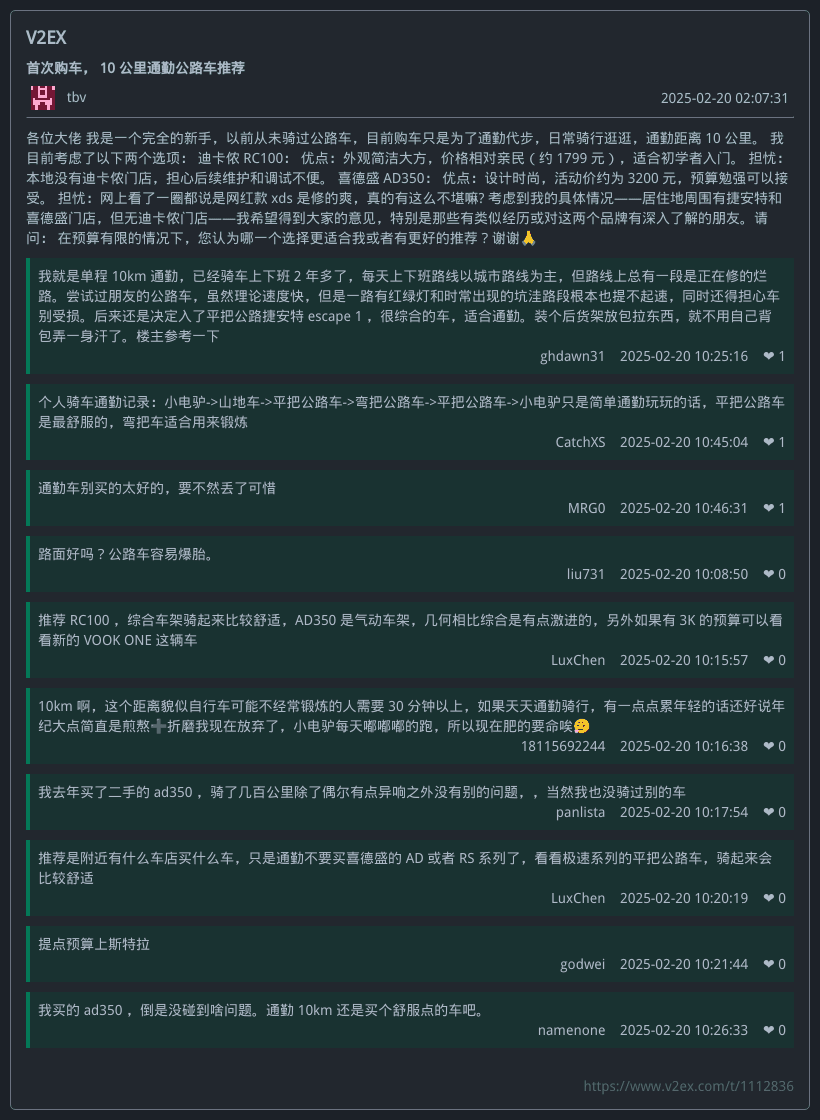 V2EX
首次购车， 10 公里通勤公路车推荐
tbv
2025-02-20 02:07:31
各位大佬 我是一个完全的新手，以前从未骑过公路车，目前购车只是为了通勤代步，日常骑行逛逛，通勤距离 10 公里。 我
目前考虑了以下两个选项： 迪卡侬 RC100： 优点：外观简洁大方，价格相对亲民（ 约 1799 元 ），适合初学者入门。 担忧：
本地没有迪卡侬门店，担心后续维护和调试不便。 喜德盛 AD350： 优点：设计时尚，活动价约为 3200 元，预算勉强可以接
受。 担忧：网上看了一圈都说是网红款 xds 是修的爽，真的有这么不堪嘛? 考虑到我的具体情况——居住地周围有捷安特和
喜德盛门店，但无迪卡侬门店——我希望得到大家的意见，特别是那些有类似经历或对这两个品牌有深入了解的朋友。请
问： 在预算有限的情况下，您认为哪一个选择更适合我或者有更好的推荐？谢谢🙏
我就是单程 10km 通勤，已经骑车上下班 2 年多了，每天上下班路线以城市路线为主，但路线上总有一段是正在修的烂
路。尝试过朋友的公路车，虽然理论速度快，但是一路有红绿灯和时常出现的坑洼路段根本也提不起速，同时还得担心车
别受损。后来还是决定入了平把公路捷安特 escape 1 ，很综合的车，适合通勤。装个后货架放包拉东西，就不用自己背
包弄一身汗了。楼主参考一下
ghdawn31 2025-02-20 10:25:16 ❤ 1
个人骑车通勤记录：小电驴->山地车->平把公路车->弯把公路车->平把公路车->小电驴只是简单通勤玩玩的话，平把公路车
是最舒服的，弯把车适合用来锻炼
CatchXS 2025-02-20 10:45:04 ❤ 1
通勤车别买的太好的，要不然丢了可惜
MRG0 2025-02-20 10:46:31 ❤ 1
路面好吗？公路车容易爆胎。
liu731 2025-02-20 10:08:50 ❤ 0
推荐 RC100 ，综合车架骑起来比较舒适，AD350 是气动车架，几何相比综合是有点激进的，另外如果有 3K 的预算可以看
看新的 VOOK ONE 这辆车
LuxChen 2025-02-20 10:15:57 ❤ 0
10km 啊，这个距离貌似自行车可能不经常锻炼的人需要 30 分钟以上，如果天天通勤骑行，有一点点累年轻的话还好说年
纪大点简直是煎熬➕折磨我现在放弃了，小电驴每天嘟嘟嘟的跑，所以现在肥的要命唉🫠
18115692244 2025-02-20 10:16:38 ❤ 0
我去年买了二手的 ad350 ，骑了几百公里除了偶尔有点异响之外没有别的问题，，当然我也没骑过别的车
panlista 2025-02-20 10:17:54 ❤ 0
推荐是附近有什么车店买什么车，只是通勤不要买喜德盛的 AD 或者 RS 系列了，看看极速系列的平把公路车，骑起来会
比较舒适
LuxChen 2025-02-20 10:20:19 ❤ 0
提点预算上斯特拉
godwei 2025-02-20 10:21:44 ❤ 0
我买的 ad350 ，倒是没碰到啥问题。通勤 10km 还是买个舒服点的车吧。
namenone 2025-02-20 10:26:33 ❤ 0
https://www.v2ex.com/t/1112836